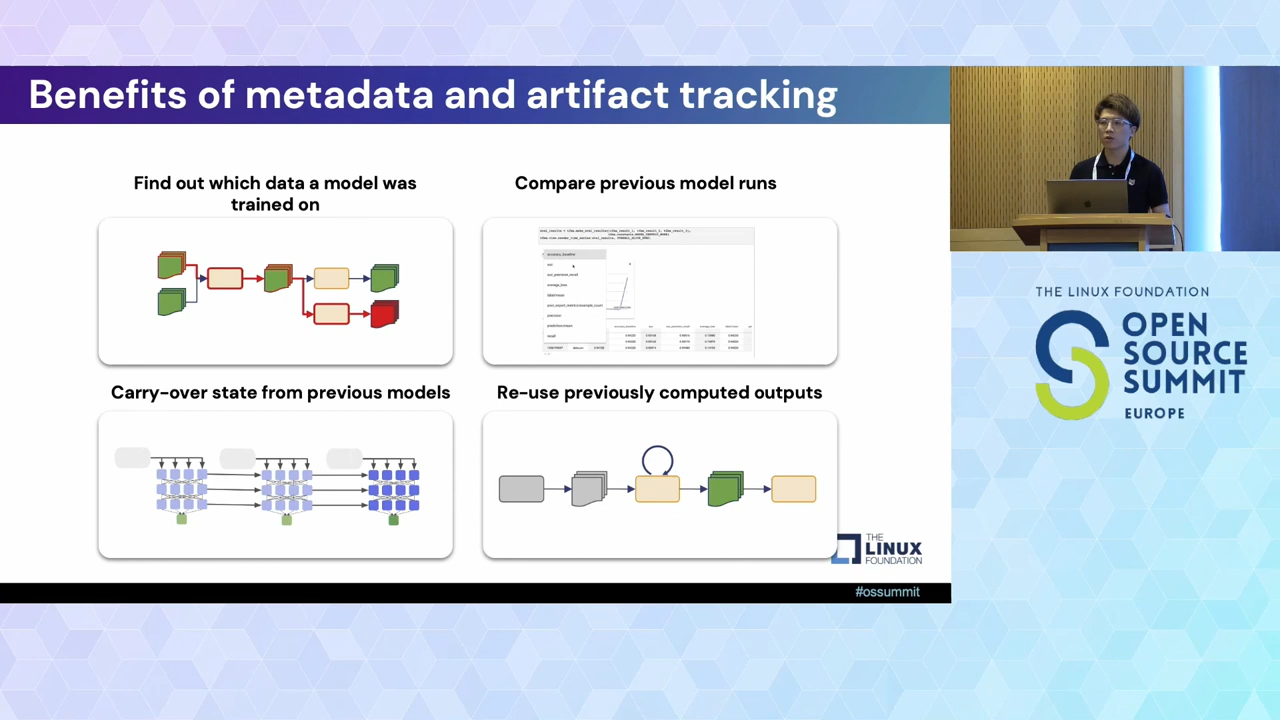 Benefits of metadata and artifact tracking
Find out which data a model was
trained on
Compare previous model runs
Carry-over state from previous models
Re-use previously computed outputs
THE
LINUX
FOUNDATION
#ossummit
THE LINUX FOUNDATION
OPEN
SOURCE
SUMMIT
EUROPE